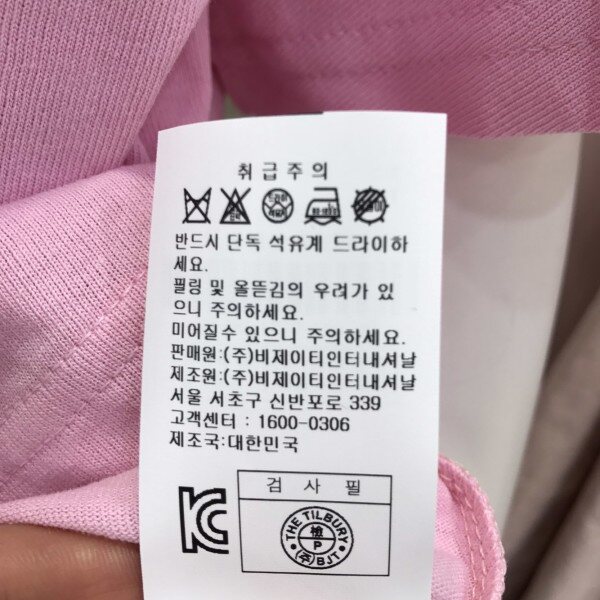 취급주의
반드시 단독 석유계 드라이하
세요.
필링 및 올뜯김의 우려가 있
으니 주의하세요.
미어질수 있으니 주의하세요.
판매원:(주)비제이티인터내셔날
제조원:(주)비제이티인터내셔날
서울 서초구 신반포로 339
고객센터 : 1600-0306
제조국:대한민국
검사필
THE TILBURY
檢
P
(주)BJT